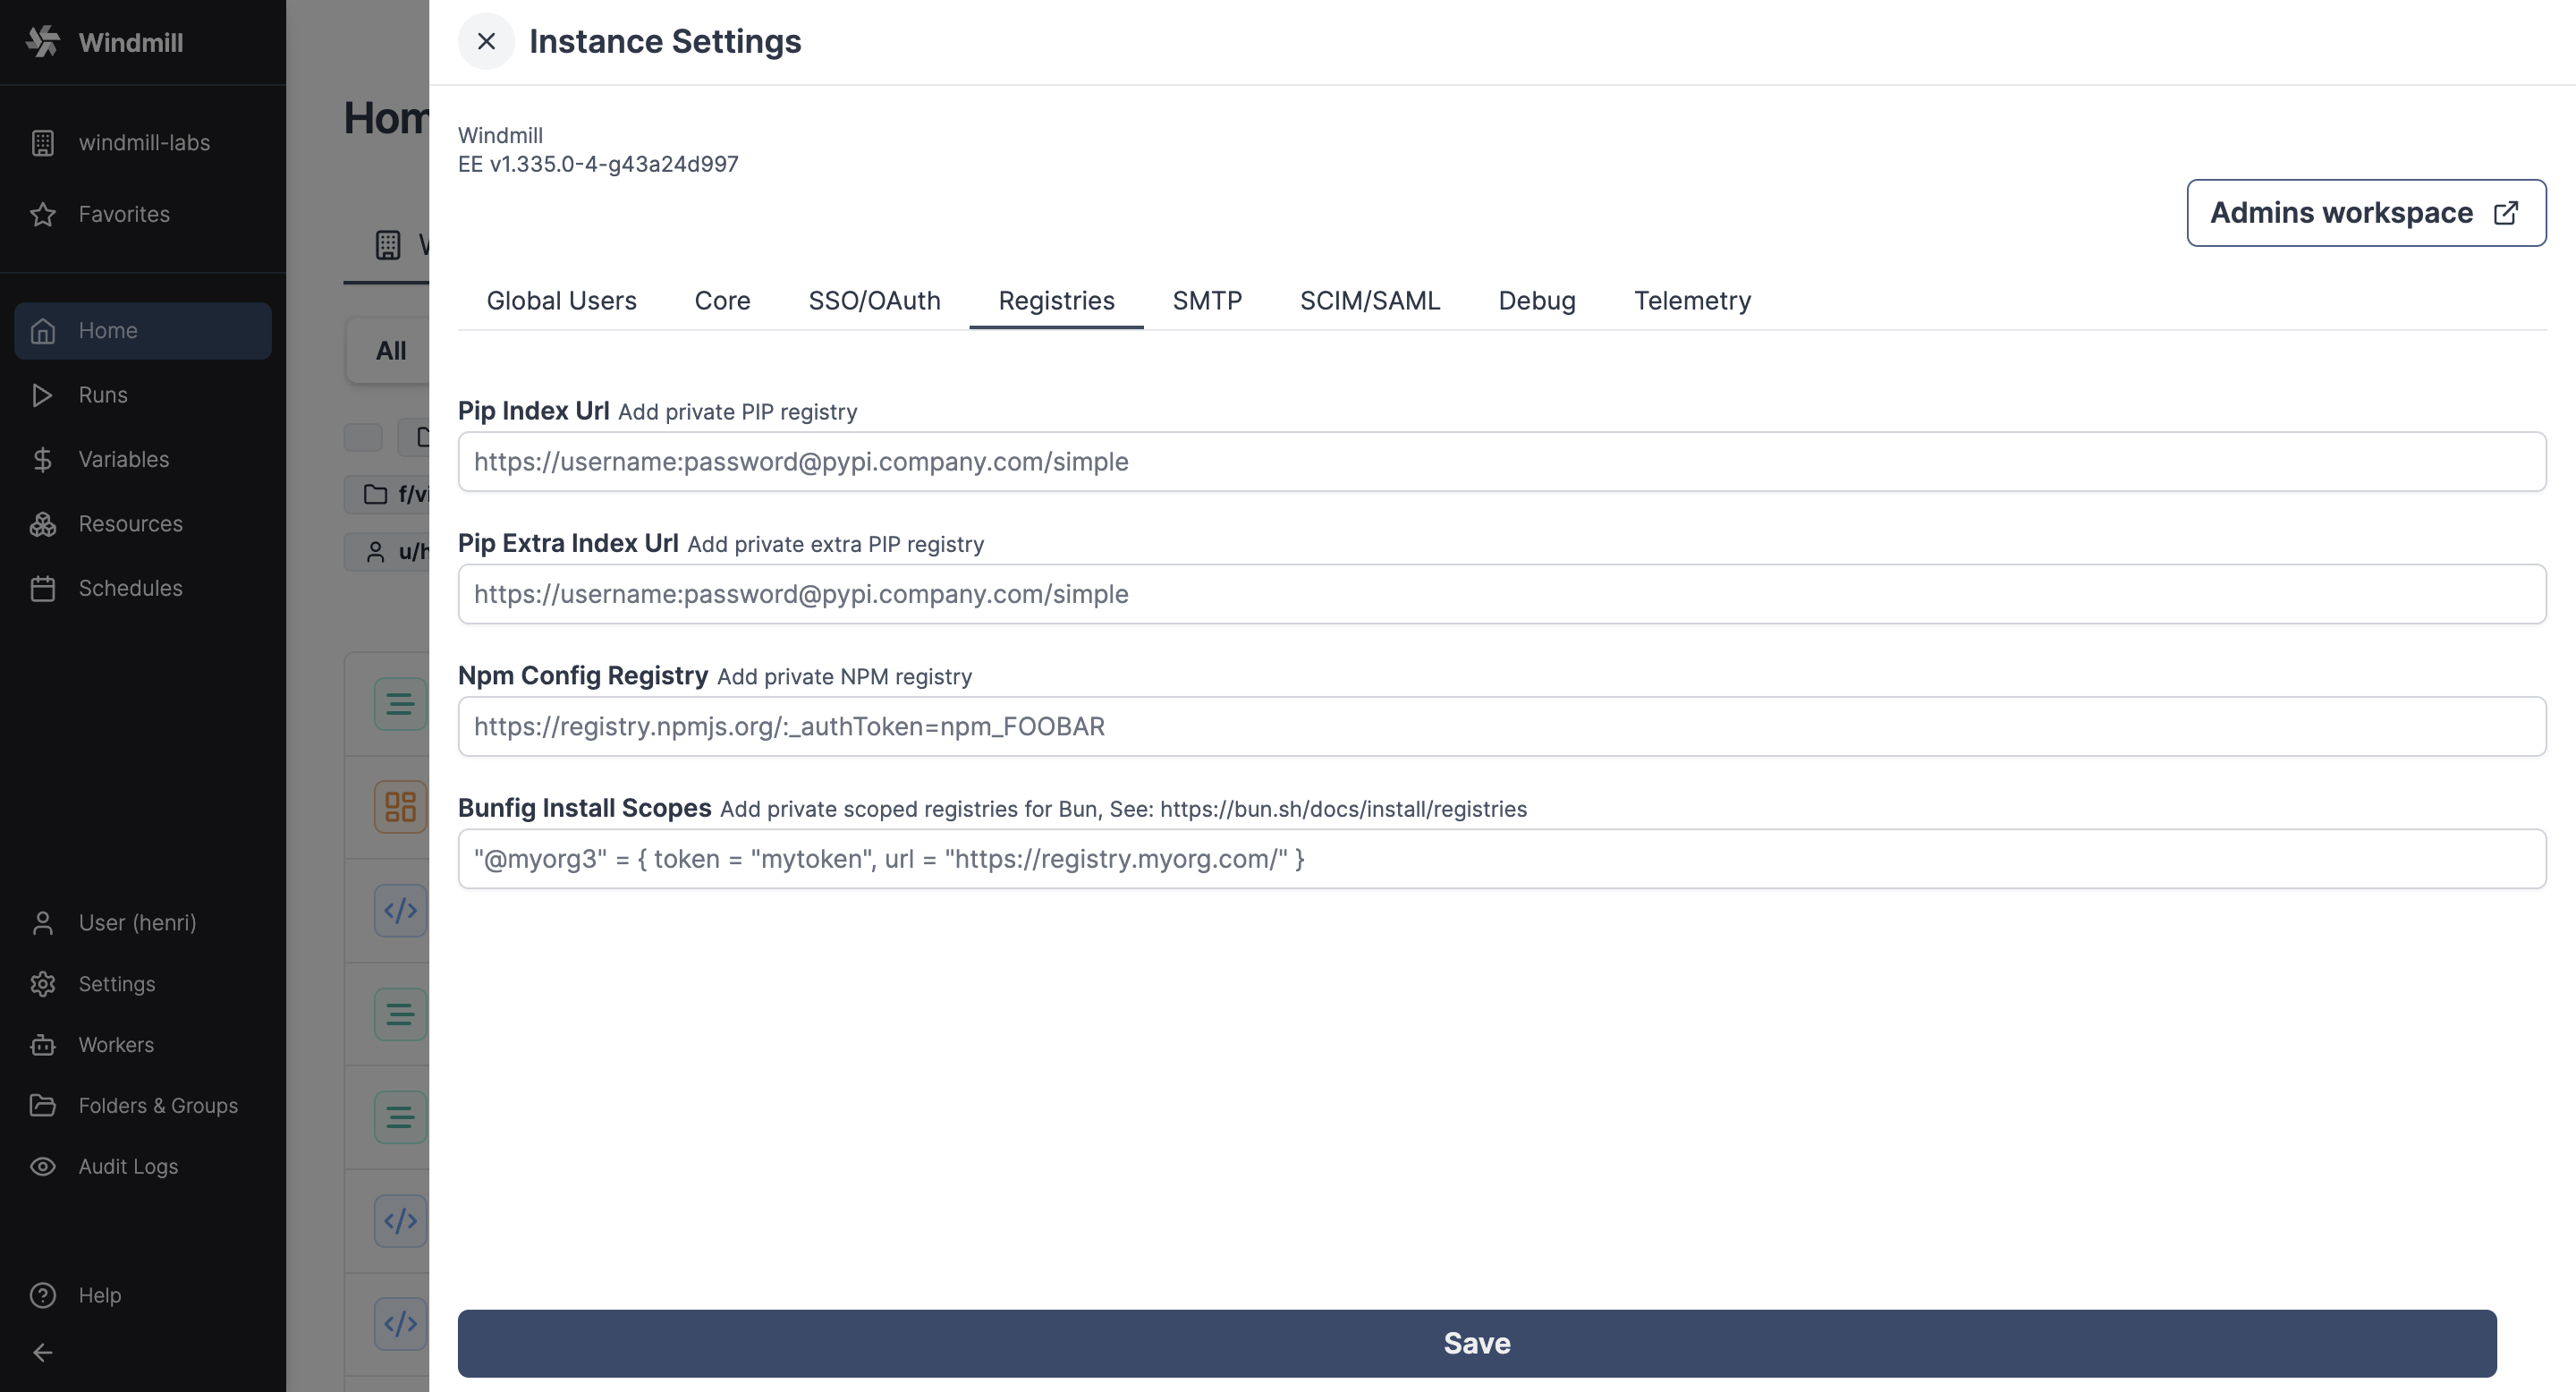 Windmill
windmill-labs
Favorites
Home
Runs
Variables
Resources
Schedules
User (henri)
Settings
Workers
Folders & Groups
Audit Logs
Help
All
Instance Settings
Windmill
EE v1.335.0-4-g43a24d997
Admins workspace
Global Users Core SSO/OAuth Registries SMTP SCIM/SAML Debug Telemetry
Pip Index Url Add private PIP registry
https://username:password@pypi.company.com/simple
Pip Extra Index Url Add private extra PIP registry
https://username:password@pypi.company.com/simple
Npm Config Registry Add private NPM registry
https://registry.npmjs.org/:_authToken=npm_FOOBAR
Bunfig Install Scopes Add private scoped registries for Bun, See: https://bun.sh/docs/install/registries
"@myorg3" = { token = "mytoken", url = "https://registry.myorg.com/" }
Save